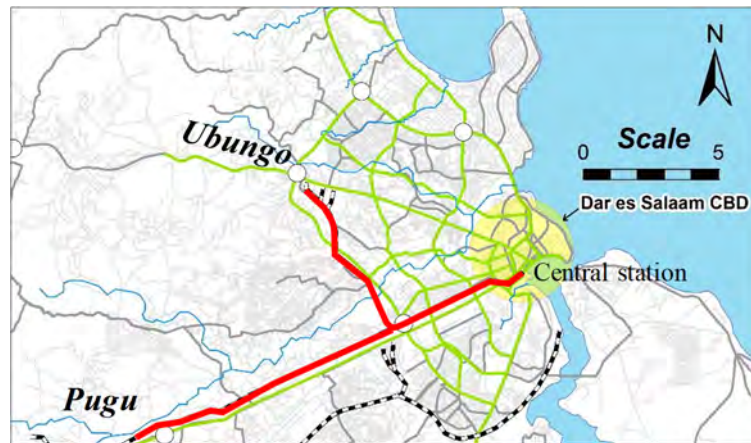 N
Ubungo
Scale
0 5
Dar es Salaam CBD
Central station
Pugu